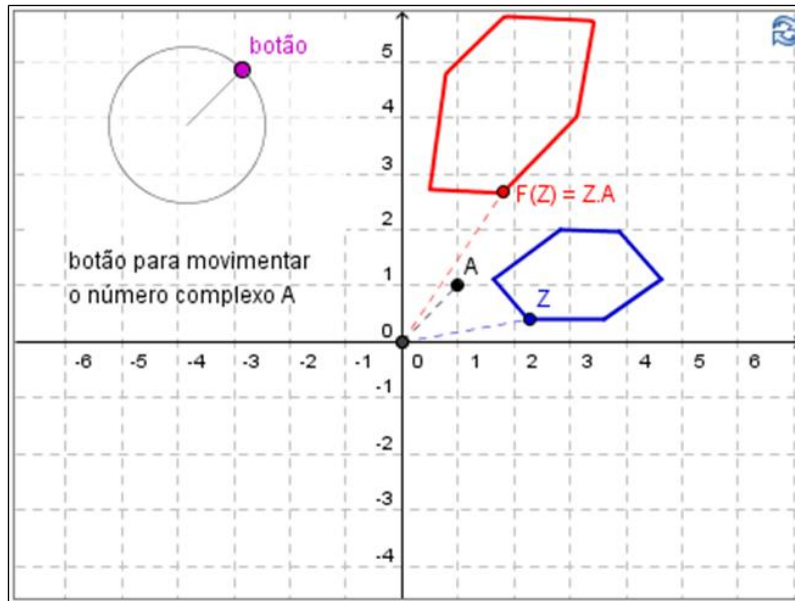 botão
5
4
3
F(Z) = Z.A
2
botão para movimentar
o número complexo A
A
1
Z
0
-6 -5 -4 -3 -2 -1 0 1 2 3 4 5 6
-1
-2
-3
-4